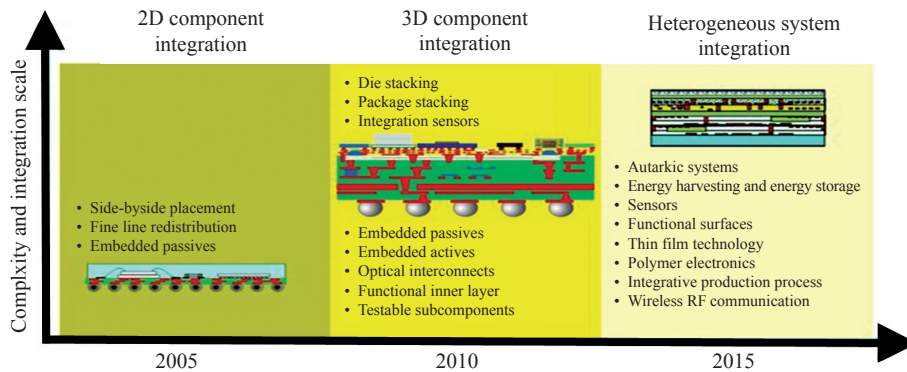 2D component
integration
3D component
integration
Heterogeneous system
integration
Complxity and integration scale
• Side-byside placement
• Fine line redistribution
• Embedded passives
• Die stacking
• Package stacking
• Integration sensors
• Embedded passives
• Embedded actives
• Optical interconnects
• Functional inner layer
• Testable subcomponents
• Autarkic systems
• Energy harvesting and energy storage
• Sensors
• Functional surfaces
• Thin film technology
• Polymer electronics
• Integrative production process
• Wireless RF communication
2005
2010
2015